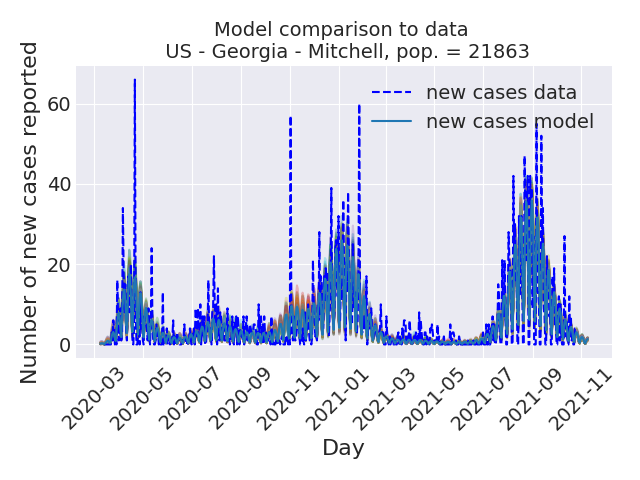 Model comparison to data
US - Georgia - Mitchell, pop. = 21863
Number of new cases reported
60
40
20
0
new cases data
new cases model
2020-03
2020-05
2020-07
2020-09
2020-11
2021-01
2021-03
2021-05
2021-07
2021-09
2021-11
Day